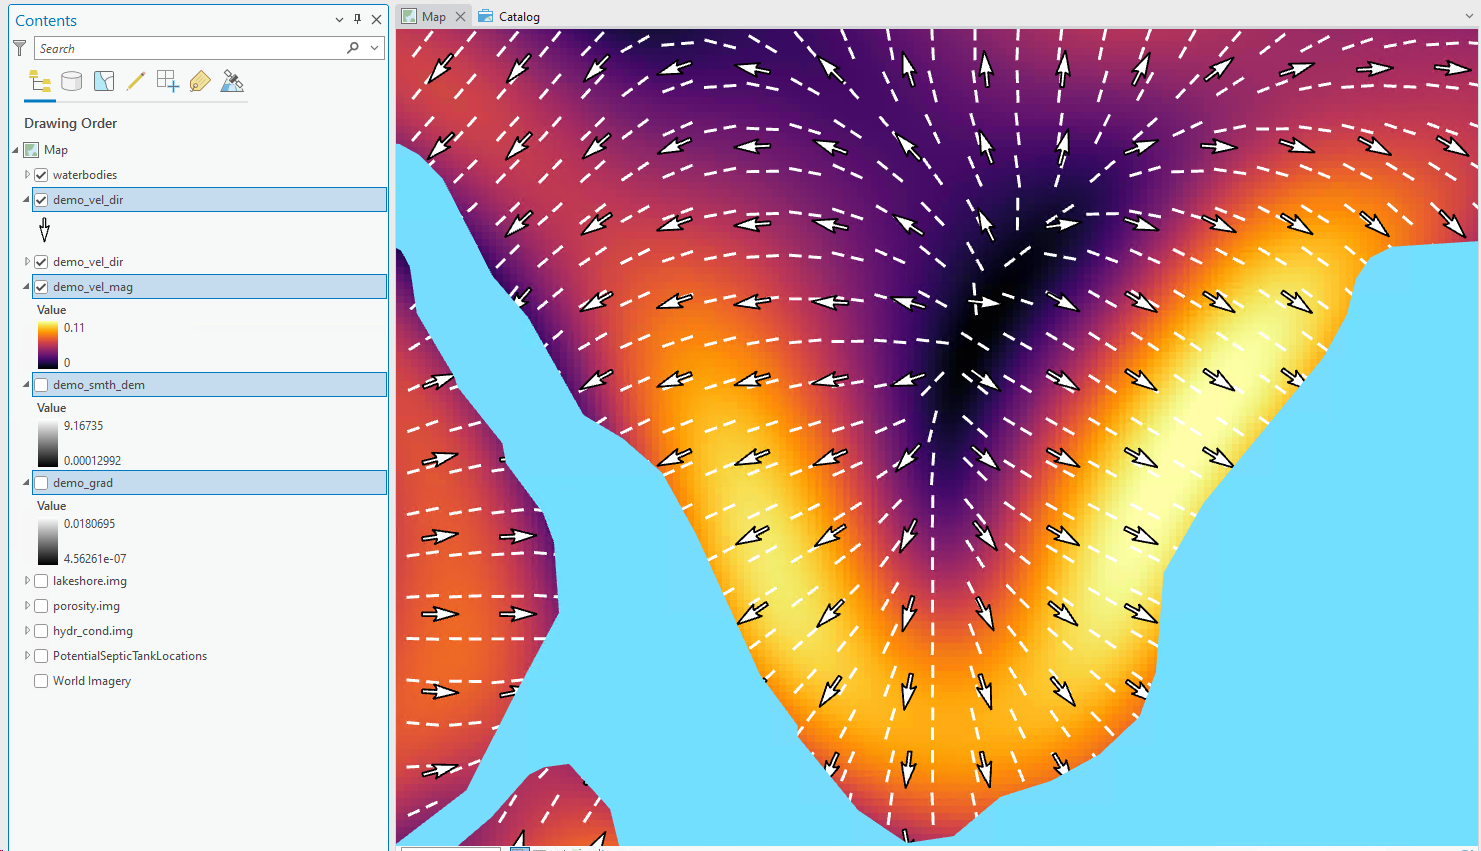 Contents
Map
Catalog
Search
Drawing Order
Map
waterbodies
demo_vel_dir
demo_vel_dir
demo_vel_mag
Value
0.11
0
demo_smth_dem
Value
9.16735
0.00012992
demo_grad
Value
0.0180695
4.56261e-07
lakeshore.img
porosity.img
hydr_cond.img
PotentialSepticTankLocations
World Imagery